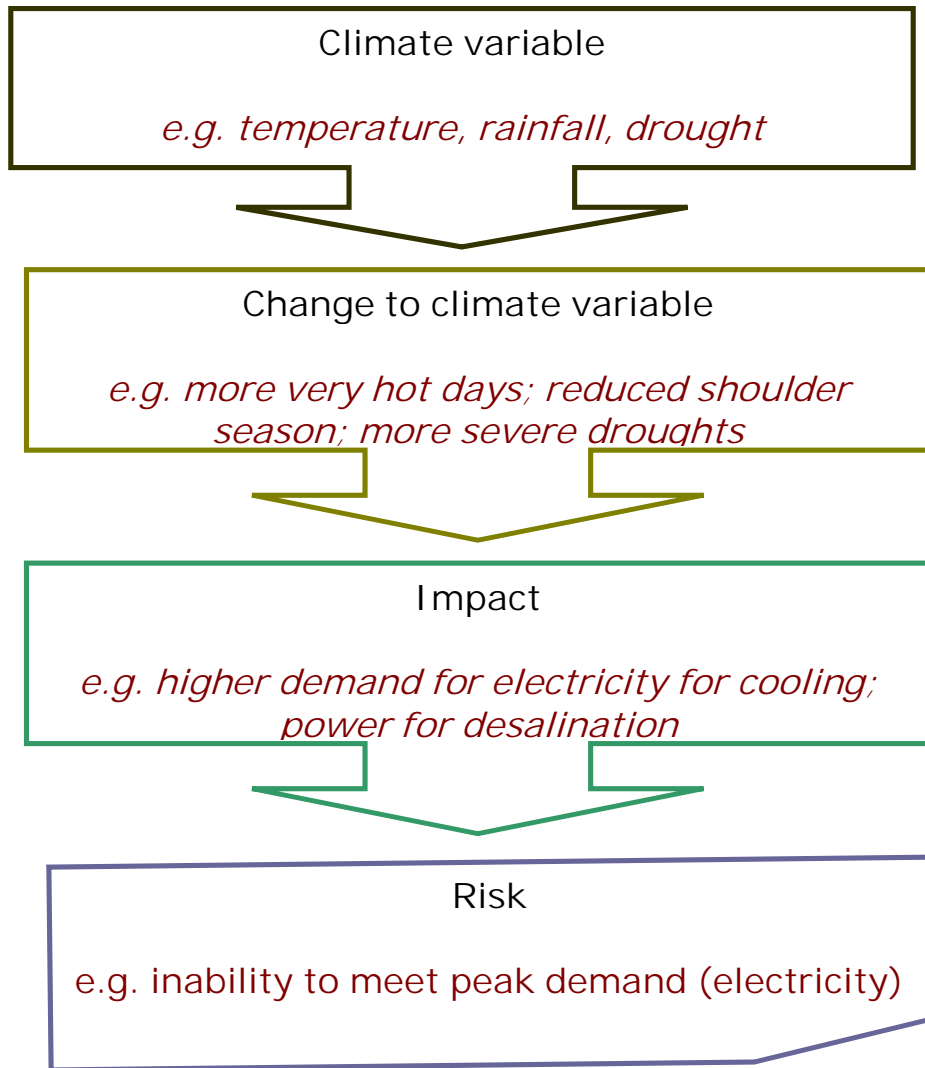 Climate variable
e.g. temperature, rainfall, drought
Change to climate variable
e.g. more very hot days; reduced shoulder
season; more severe droughts
Impact
e.g. higher demand for electricity for cooling;
power for desalination
Risk
e.g. inability to meet peak demand (electricity)